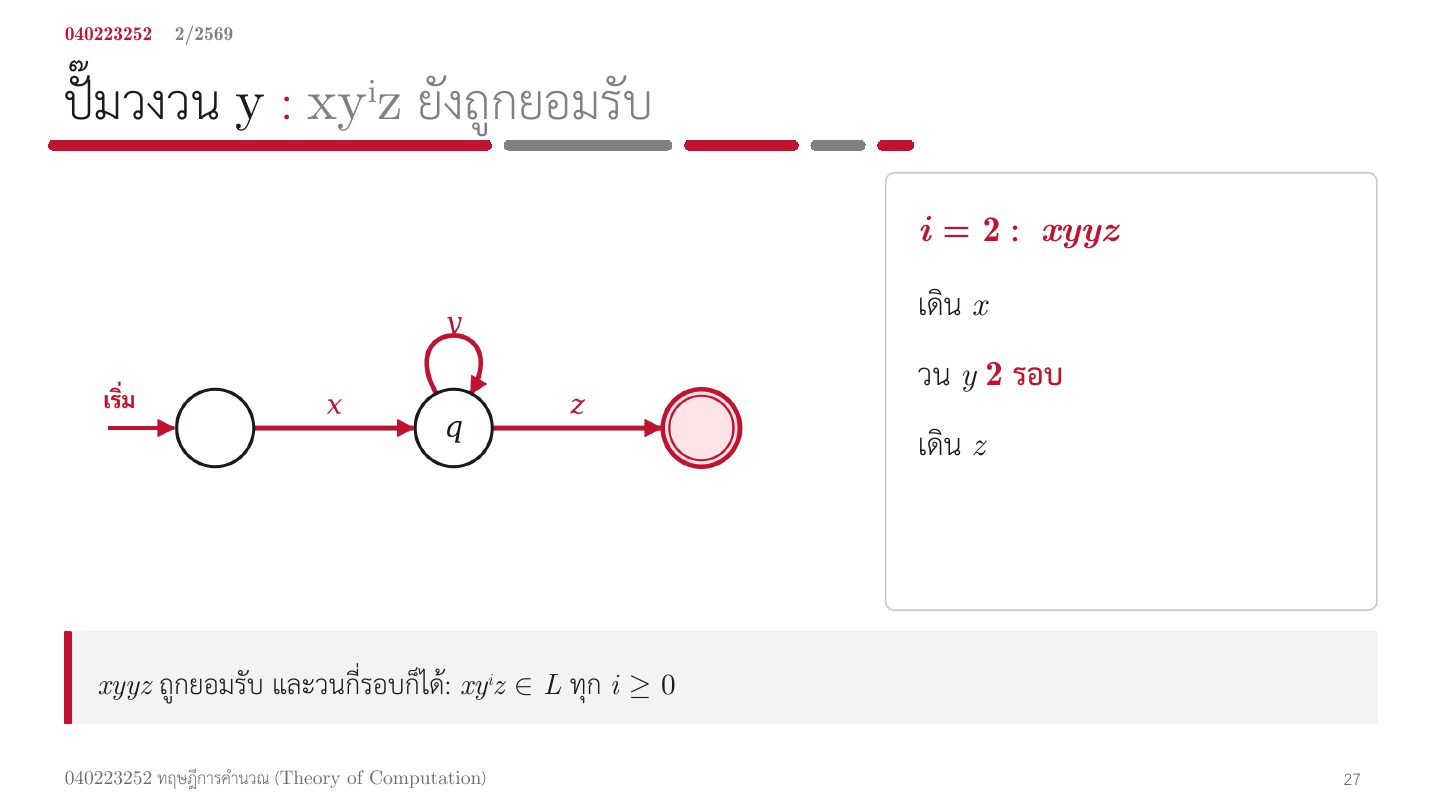 040223252 2/2569
ปั๊มวงวน y : xyⁱz ยังถูกยอมรับ
i = 2 : xyyz
เดิน x
วน y 2 รอบ
เดิน z
y
เริ่ม
x
z
q
xyyz ถูกยอมรับ และวนกี่รอบก็ได้: xyⁱz ∈ L ทุก i ≥ 0
040223252 ทฤษฎีการคำนวณ (Theory of Computation)
27